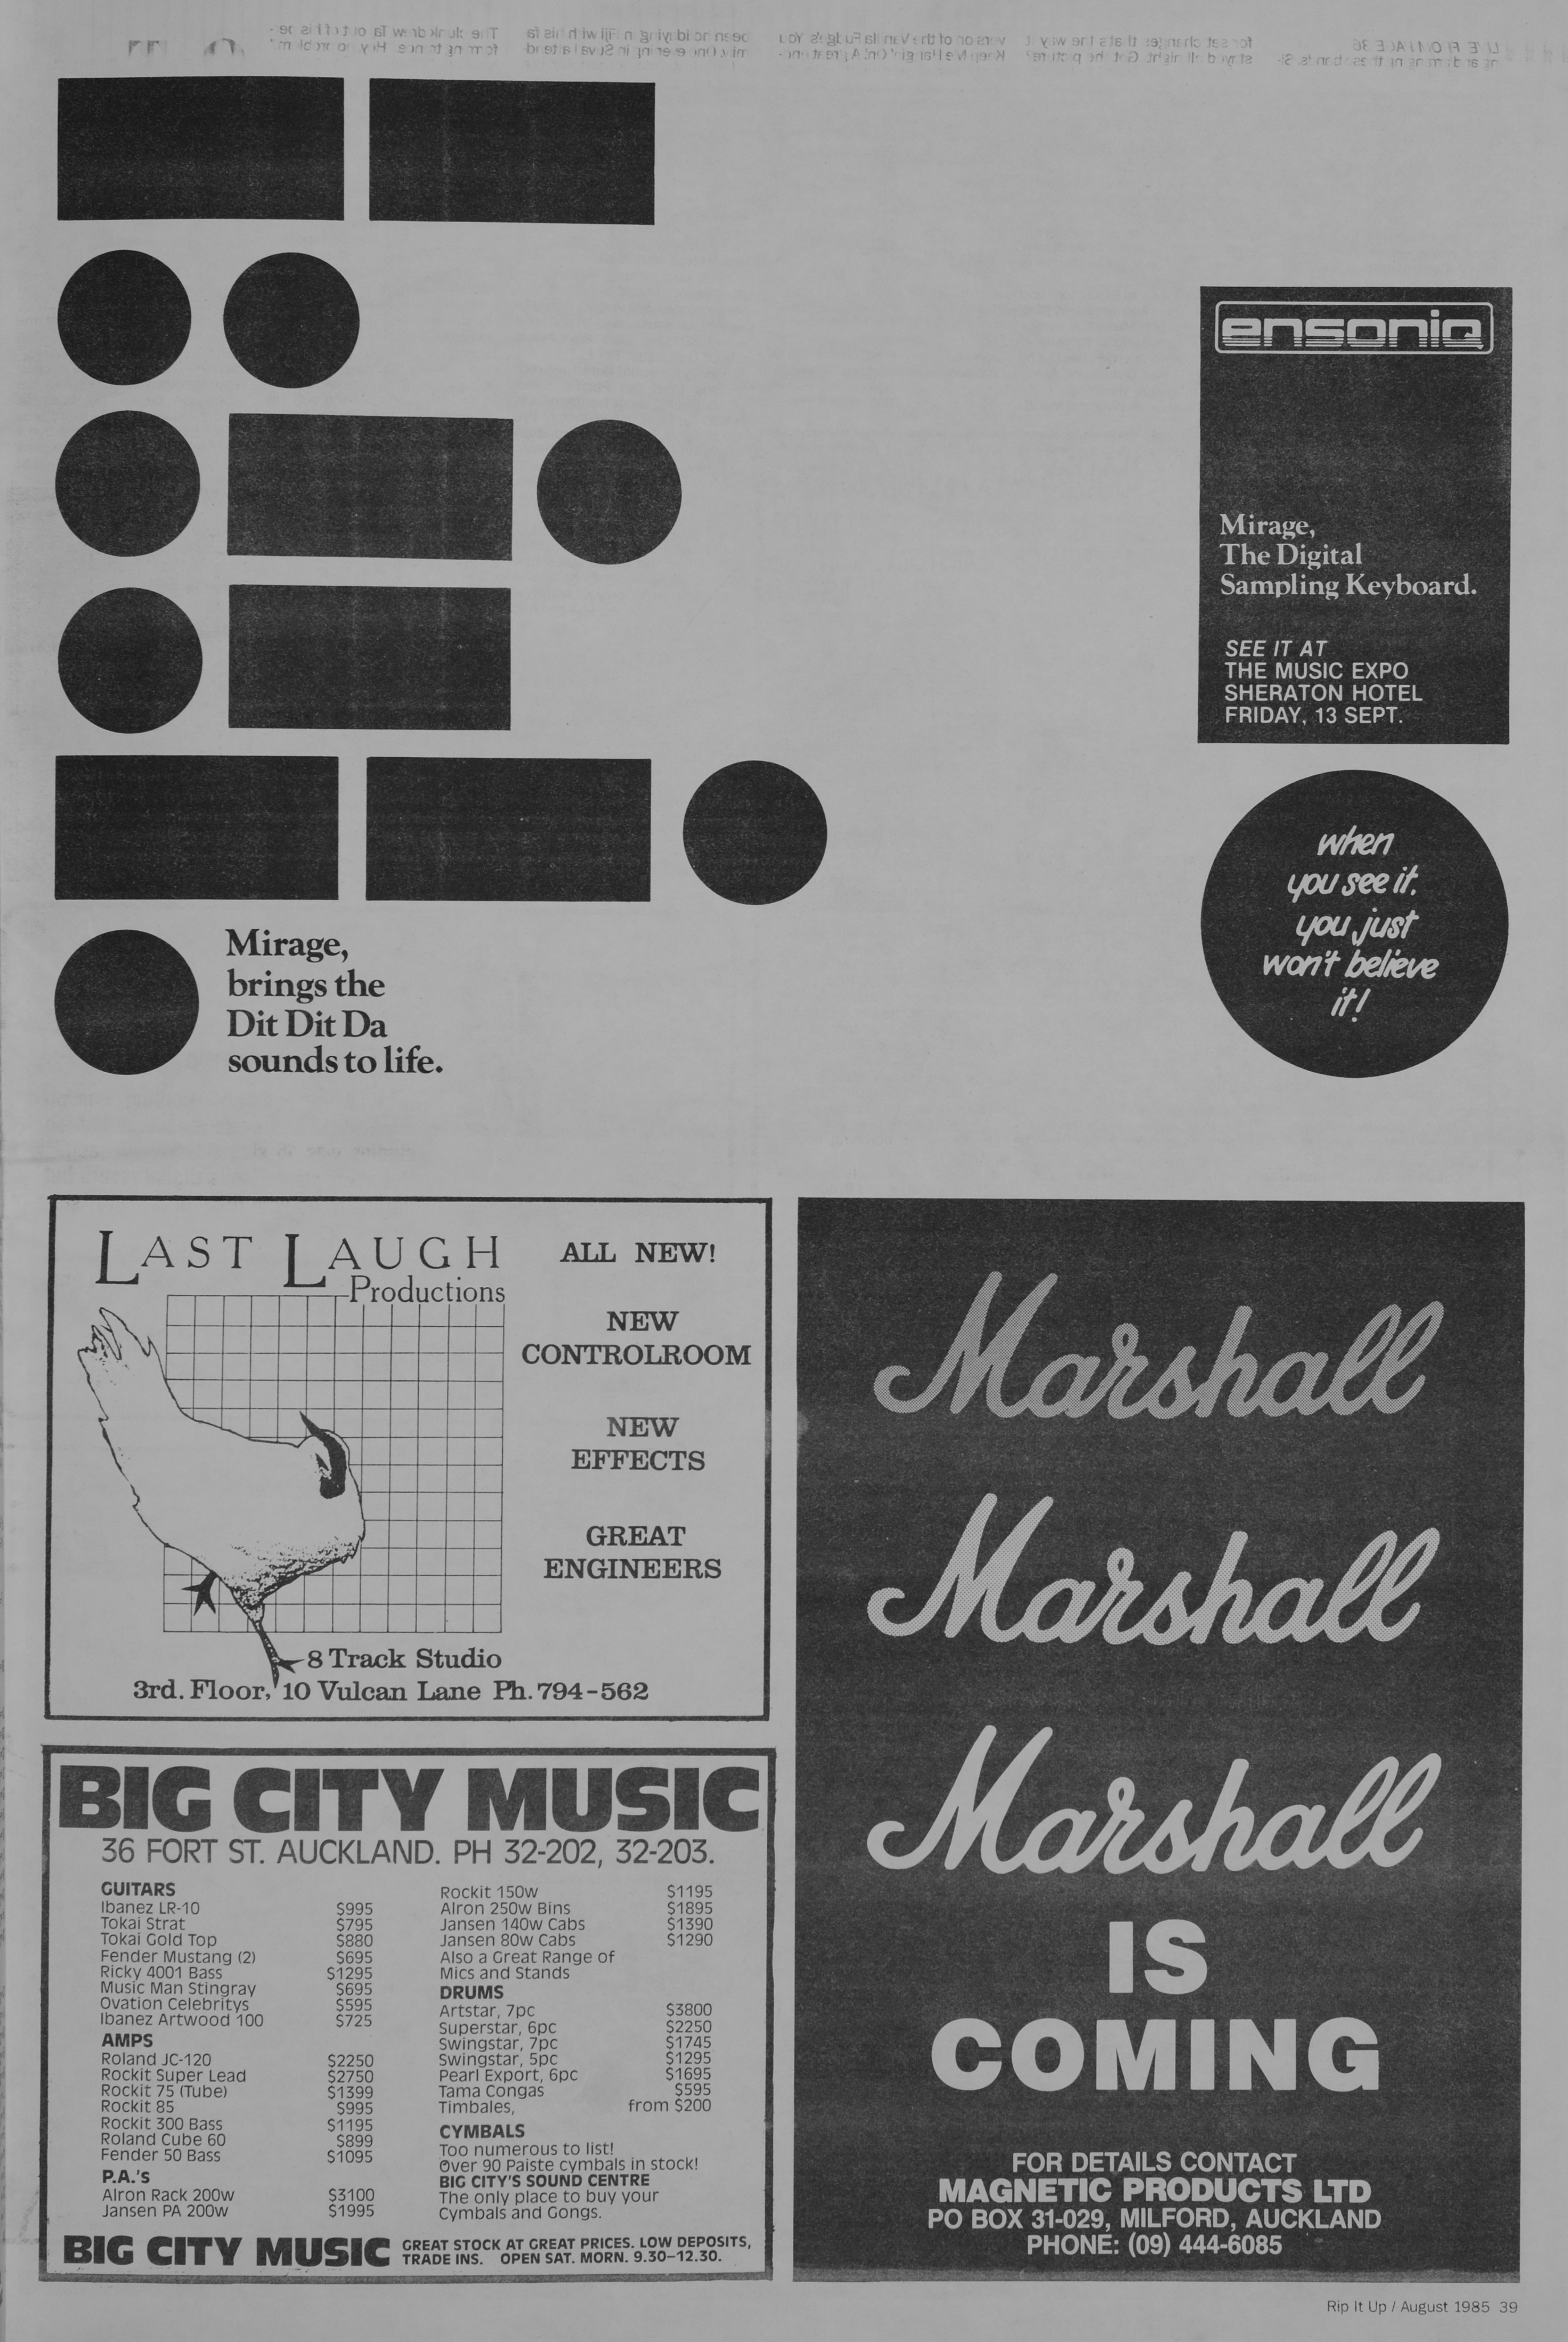 ensoniq
Mirage,
The Digital
Sampling Keyboard.
SEE IT AT
THE MUSIC EXPO
SHERATON HOTEL
FRIDAY, 13 SEPT.
when
you see it.
you just
won't believe
it!
Mirage,
brings the
Dit Dit Da
sounds to life.
LAST LAUGH
Productions
ALL NEW!
NEW
CONTROLROOM
NEW
EFFECTS
GREAT
ENGINEERS
8 Track Studio
3rd. Floor, 10 Vulcan Lane Ph. 794-562
BIG CITY MUSIC
36 FORT ST. AUCKLAND. PH 32-202, 32-203.
GUITARS
Ibanez LR-10 $995
Tokai Strat $795
Tokai Gold Top $880
Fender Mustang (2) $695
Ricky 4001 Bass $1295
Music Man Stingray $695
Ovation Celebritys $595
Ibanez Artwood 100 $725
AMPS
Roland JC-120 $2250
Rockit Super Lead $2750
Rockit 75 (Tube) $1399
Rockit 85 $995
Rockit 300 Bass $1195
Roland Cube 60 $899
Fender 50 Bass $1095
P.A.'s
Alron Rack 200w $3100
Jansen PA 200w $1995
Rockit 150w $1195
Alron 250w Bins $1895
Jansen 140w Cabs $1390
Jansen 80w Cabs $1290
Also a Great Range of
Mics and Stands
DRUMS
Artstar, 7pc $3800
Superstar, 6pc $2250
Swingstar, 7pc $1745
Swingstar, 5pc $1295
Pearl Export, 6pc $1695
Tama Congas $595
Timbales, from $200
CYMBALS
Too numerous to list!
Over 90 Paiste cymbals in stock!
BIG CITY'S SOUND CENTRE
The only place to buy your
Cymbals and Gongs.
BIG CITY MUSIC
GREAT STOCK AT GREAT PRICES. LOW DEPOSITS,
TRADE INS. OPEN SAT. MORN. 9.30–12.30.
Marshall
Marshall
Marshall
IS
COMING
FOR DETAILS CONTACT
MAGNETIC PRODUCTS LTD
PO BOX 31-029, MILFORD, AUCKLAND
PHONE: (09) 444-6085
Rip It Up / August 1985 39